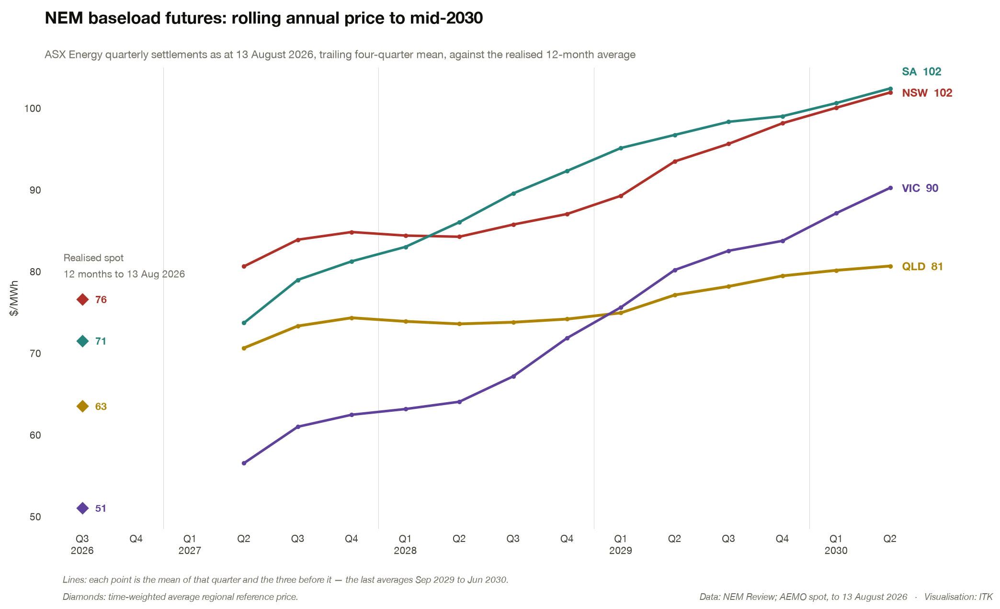 NEM baseload futures: rolling annual price to mid-2030
ASX Energy quarterly settlements as at 13 August 2026, trailing four-quarter mean, against the realised 12-month average
SA 102
NSW 102
VIC 90
QLD 81
$/MWh
100
90
80
70
60
50
Realised spot
12 months to 13 Aug 2026
76
71
63
51
Q3 Q4 Q1 Q2 Q3 Q4 Q1 Q2 Q3 Q4 Q1 Q2 Q3 Q4 Q1 Q2
2026 2027 2028 2029 2030
Lines: each point is the mean of that quarter and the three before it — the last averages Sep 2029 to Jun 2030.
Diamonds: time-weighted average regional reference price.
Data: NEM Review; AEMO spot, to 13 August 2026 · Visualisation: ITK